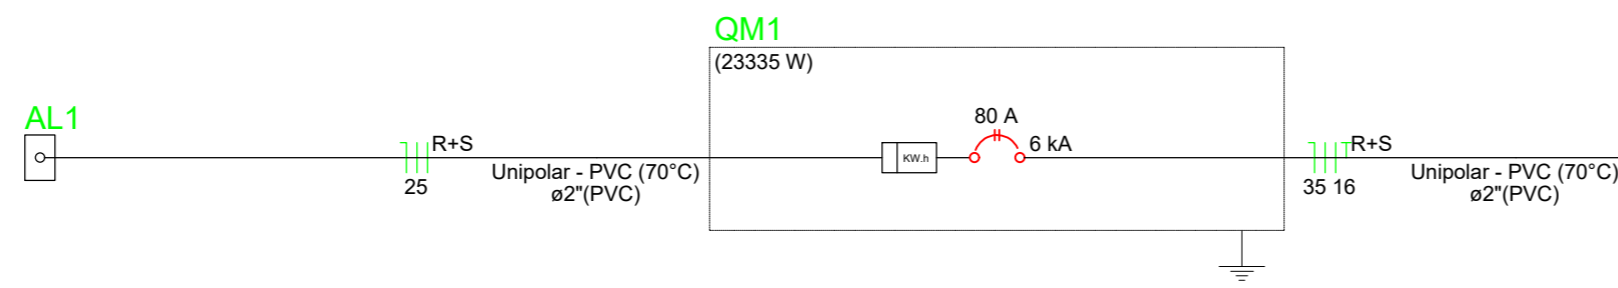 QM1
(23335 W)
AL1
80 A
R+S
6 kA
R+S
KW.h
Unipolar - PVC (70°C)
ø2"(PVC)
25
35 16
Unipolar - PVC (70°C)
ø2"(PVC)